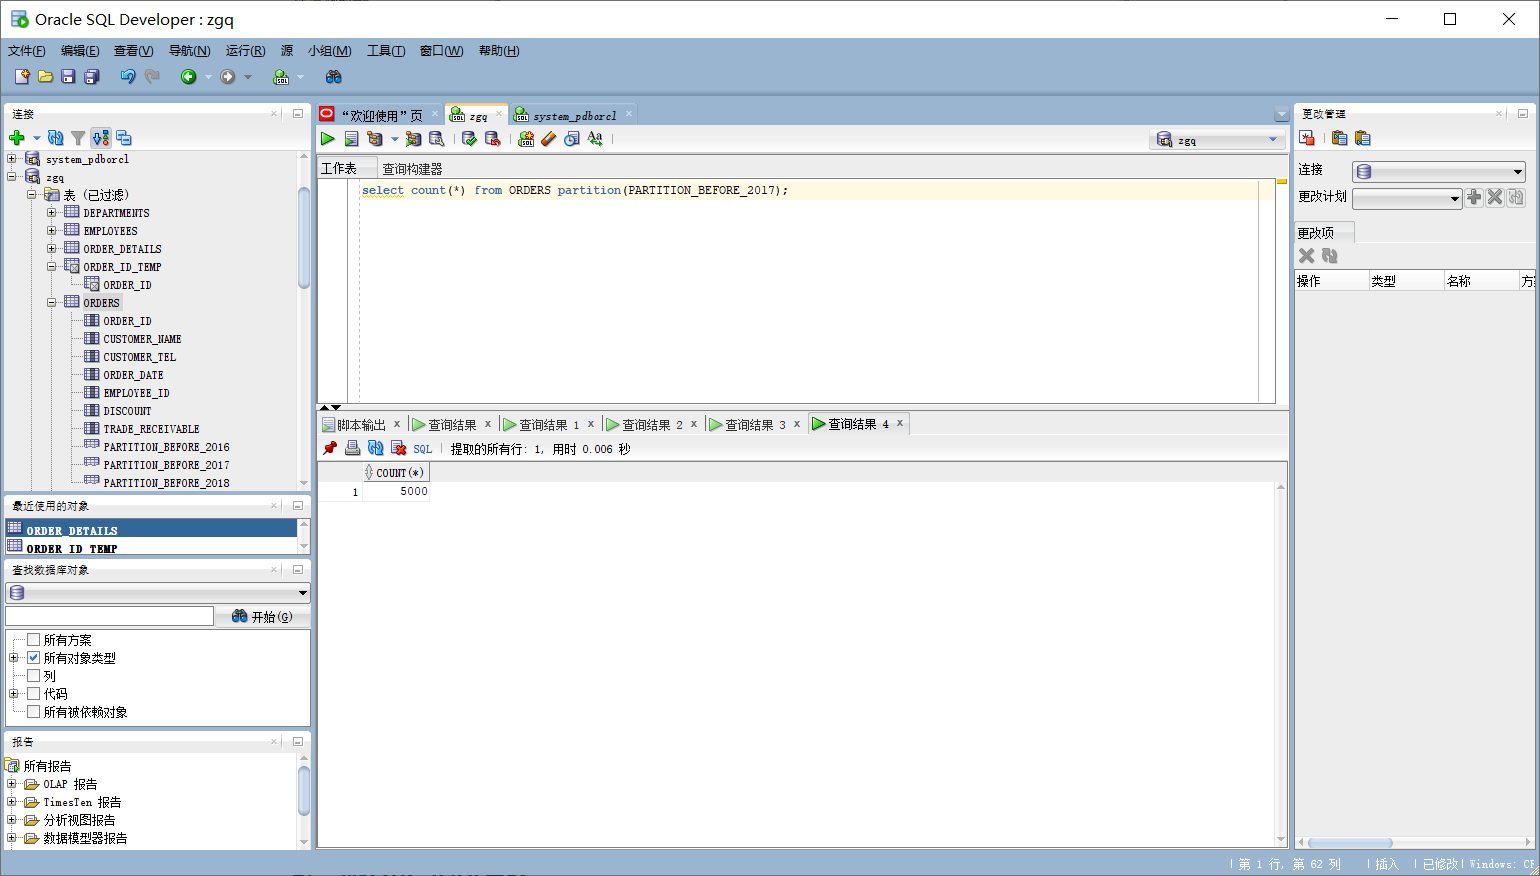 Oracle SQL Developer : zgq
文件(F) 编辑(E) 查看(V) 导航(N) 运行(R) 源 小组(M) 工具(T) 窗口(W) 帮助(H)
连接
system_pdborcl
zgq
表 (已过滤)
DEPARTMENTS
EMPLOYEES
ORDER_DETAILS
ORDER_ID_TEMP
ORDER_ID
ORDERS
ORDER_ID
CUSTOMER_NAME
CUSTOMER_TEL
ORDER_DATE
EMPLOYEE_ID
DISCOUNT
TRADE_RECEIVABLE
PARTITION_BEFORE_2016
PARTITION_BEFORE_2017
PARTITION_BEFORE_2018
最近使用的对象
ORDER_DETAILS
ORDER_ID_TEMP
查找数据库对象
开始(G)
所有方案
所有对象类型
列
代码
所有被依赖对象
报告
所有报告
OLAP 报告
TimesTen 报告
分析视图报告
数据模型器报告
“欢迎使用”页 zgq system_pdborcl
zgq
工作表 查询构建器
select count(*) from ORDERS partition(PARTITION_BEFORE_2017);
脚本输出 查询结果 查询结果 1 查询结果 2 查询结果 3 查询结果 4
SQL 提取的所有行: 1, 用时 0.006 秒
COUNT(*)
1 5000
更改管理
连接
更改计划
更改项
操作 类型 名称 方
第 1 行, 第 62 列 插入 已修改 Windows: CF